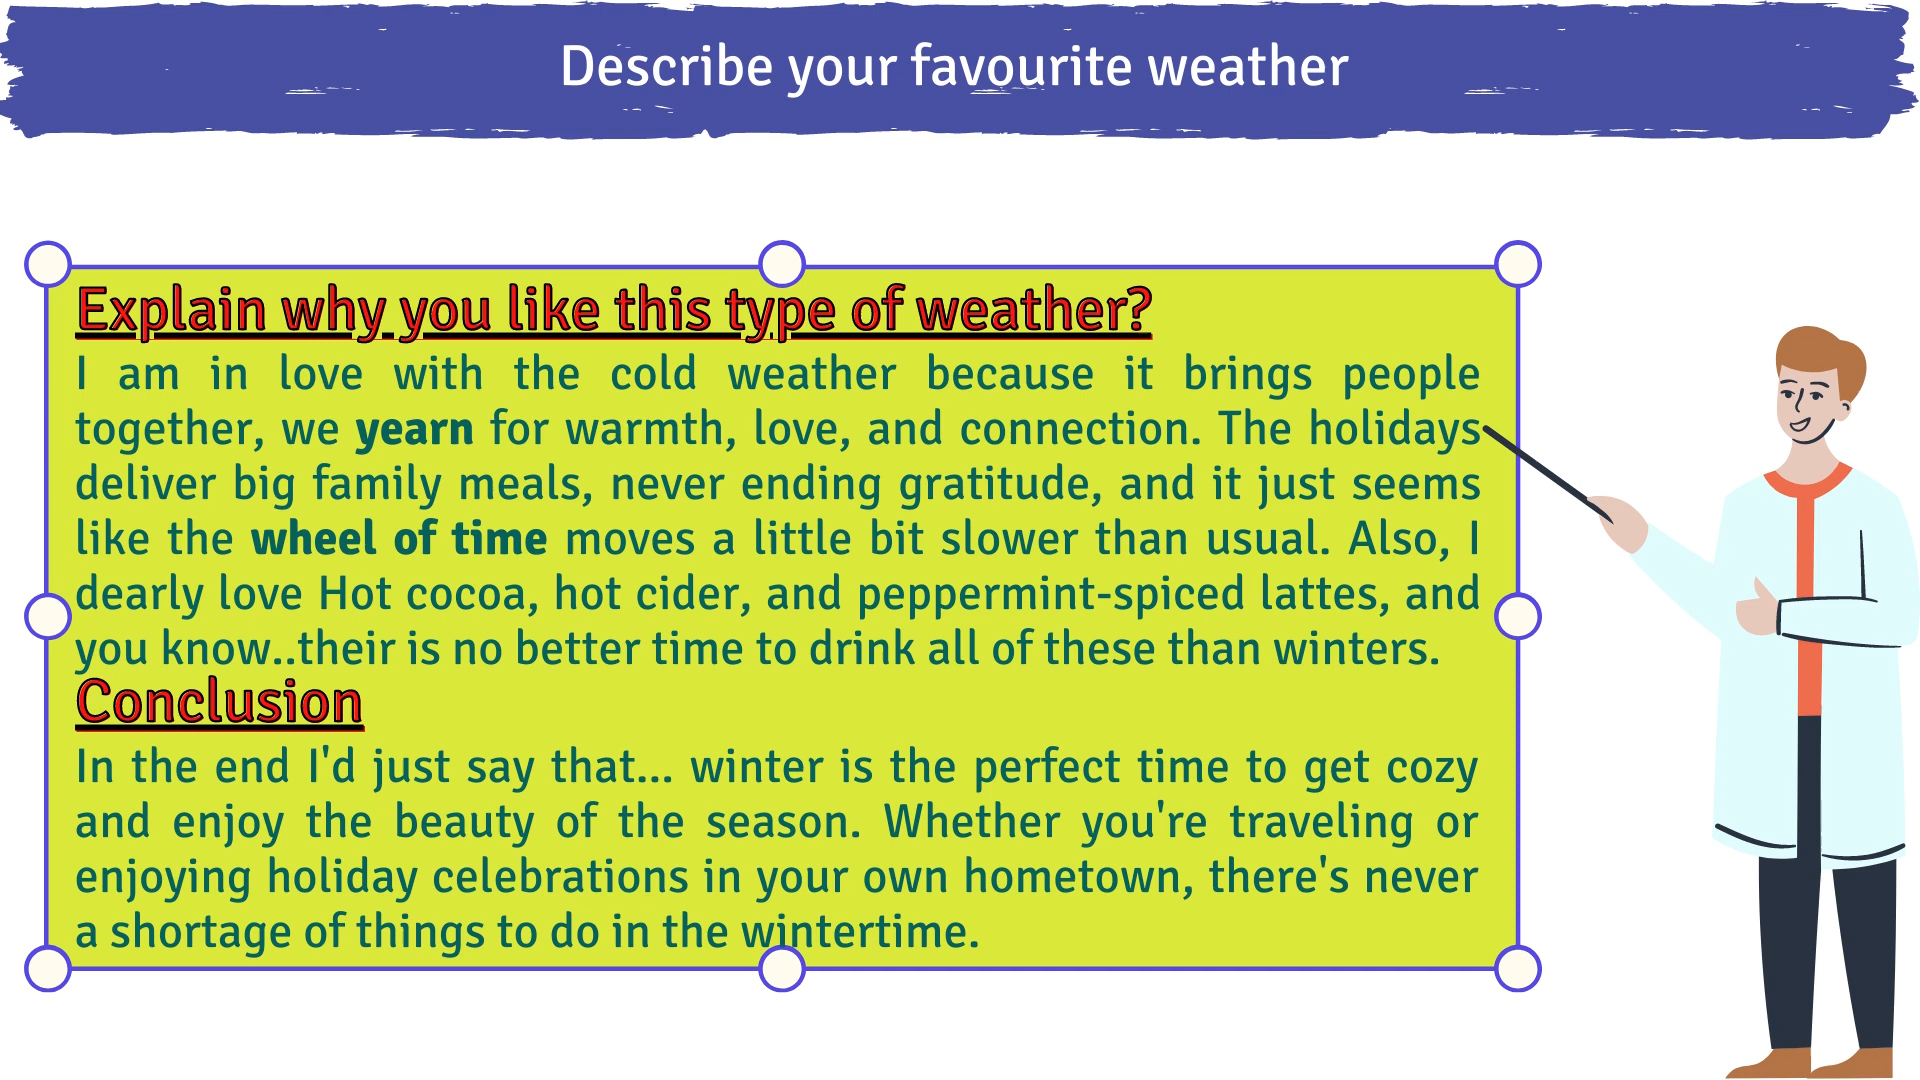 Describe your favourite weather
Explain why you like this type of weather?
I am in love with the cold weather because it brings people
together, we yearn for warmth, love, and connection. The holidays
deliver big family meals, never ending gratitude, and it just seems
like the wheel of time moves a little bit slower than usual. Also, I
dearly love Hot cocoa, hot cider, and peppermint-spiced lattes, and
you know..their is no better time to drink all of these than winters.
Conclusion
In the end I'd just say that... winter is the perfect time to get cozy
and enjoy the beauty of the season. Whether you're traveling or
enjoying holiday celebrations in your own hometown, there's never
a shortage of things to do in the wintertime.